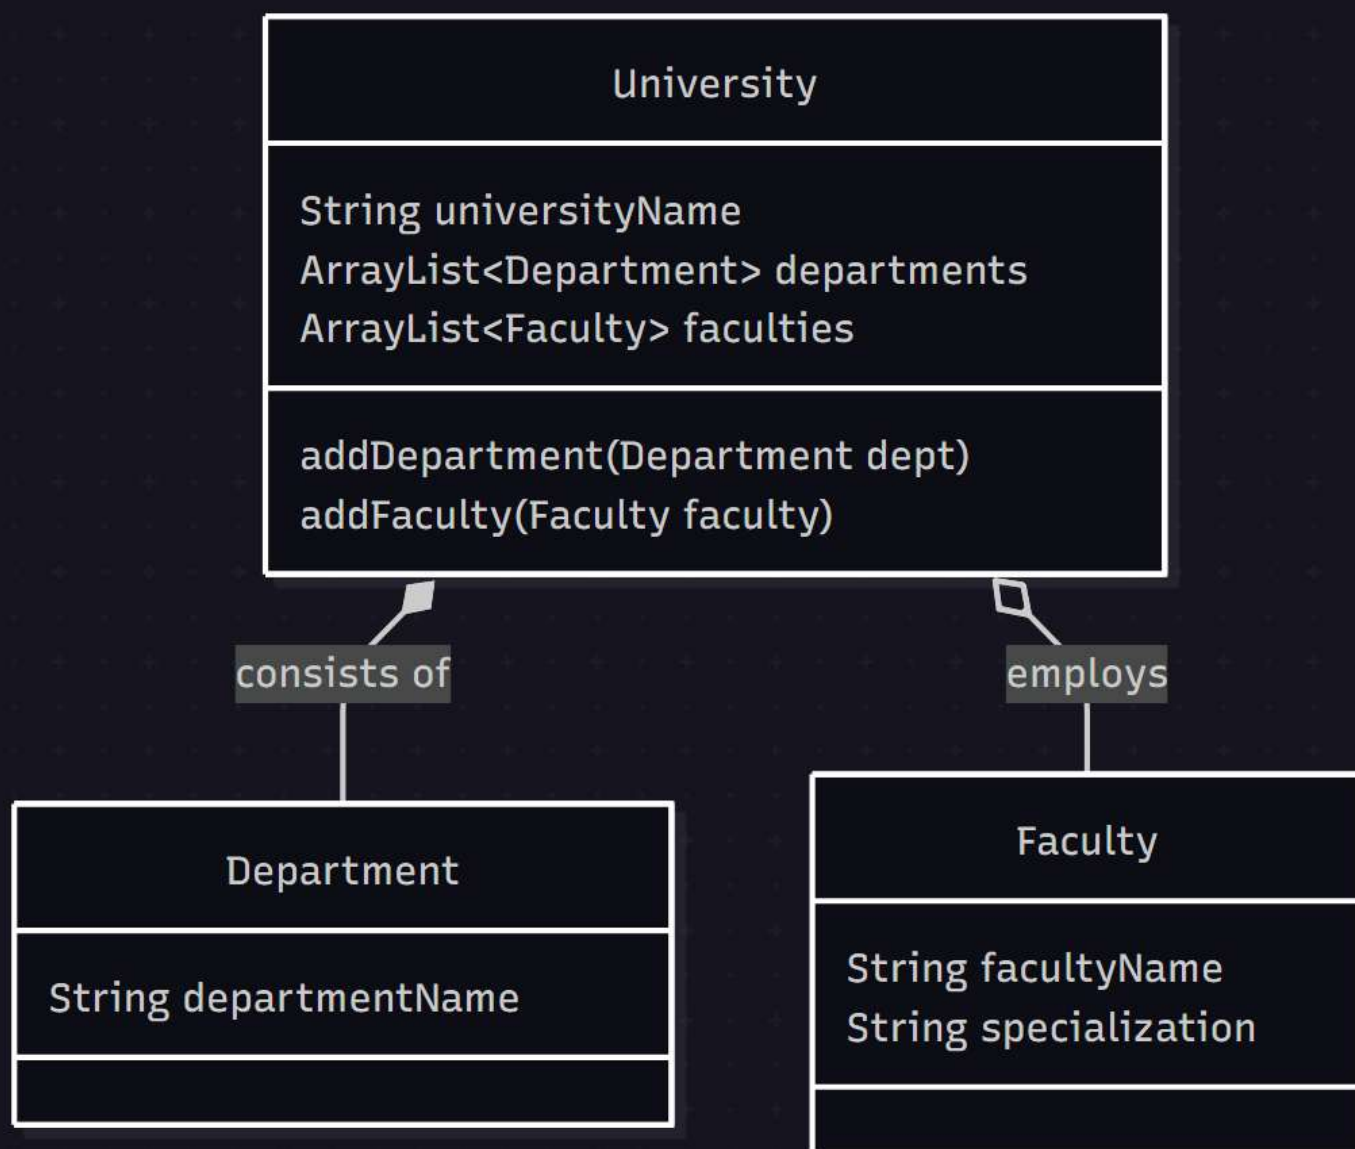 University
String universityName
ArrayList<Department> departments
ArrayList<Faculty> faculties
addDepartment(Department dept)
addFaculty(Faculty faculty)
consists of
employs
Department
String departmentName
Faculty
String facultyName
String specialization